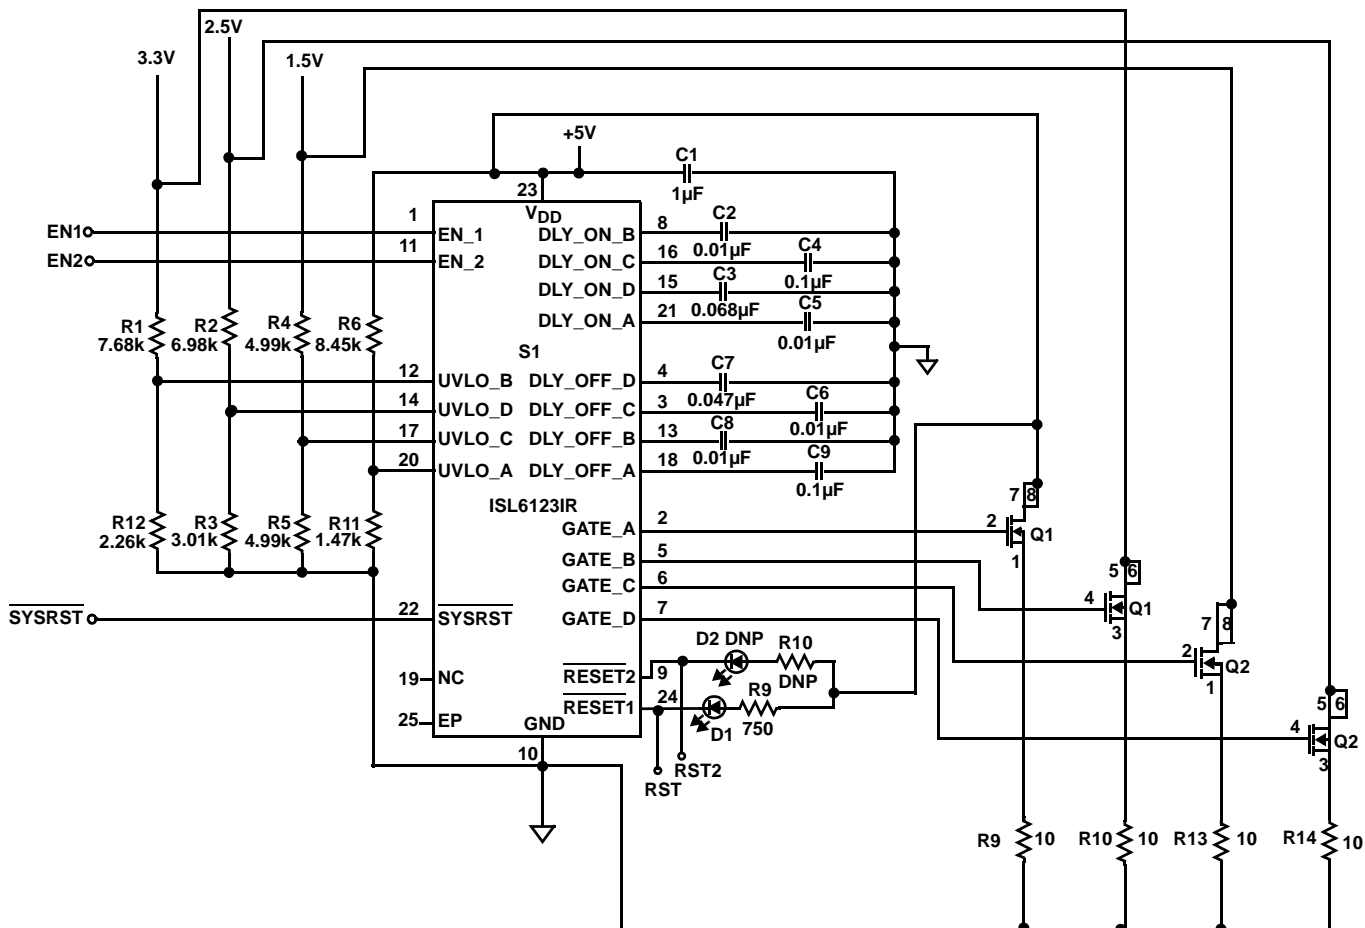 2.5V
3.3V
1.5V
+5V
C1
1µF
23
VDD
1
EN1
EN_1
11
EN2
EN_2
DLY_ON_B
8
C2
0.01µF
DLY_ON_C
16
C4
0.1µF
DLY_ON_D
15
C3
0.068µF
DLY_ON_A
21
C5
0.01µF
R1
7.68k
R2
6.98k
R4
4.99k
R6
8.45k
S1
12
UVLO_B
DLY_OFF_D
4
C7
0.047µF
14
UVLO_D
DLY_OFF_C
3
C6
0.01µF
17
UVLO_C
DLY_OFF_B
13
C8
0.01µF
20
UVLO_A
DLY_OFF_A
18
C9
0.1µF
ISL6123IR
R12
2.26k
R3
3.01k
R5
4.99k
R11
1.47k
GATE_A
2
GATE_B
5
GATE_C
6
GATE_D
7
7
8
2
Q1
1
5
6
4
Q1
3
7
8
2
Q2
1
5
6
4
Q2
3
SYSRST
22
SYSRST
D2 DNP
R10
DNP
19
NC
RESET2
9
RESET1
24
R9
750
D1
25
EP
GND
10
RST2
RST
R9
10
R10
10
R13
10
R14
10